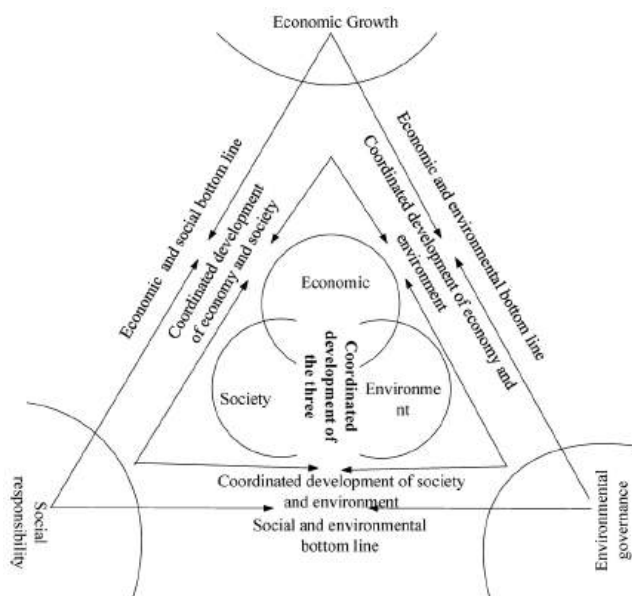 Economic Growth
Economic and social bottom line
Coordinated development
of economy and society
Economic and environmental bottom line
Coordinated development of economy and
environment
Economic
Society
Coordinated
development of
the three
Environme
nt
Coordinated development of society
and environment
Social and environmental
bottom line
Social
responsibility
Environmental
governance